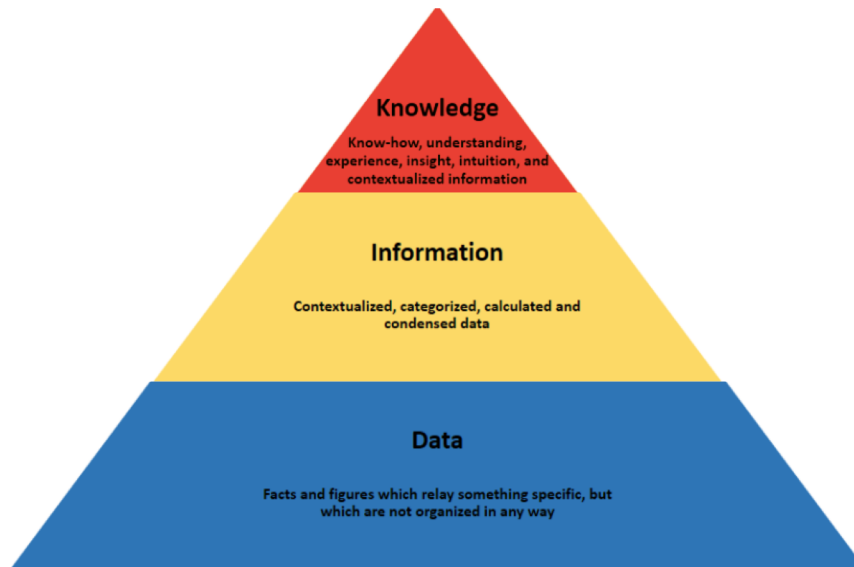 Knowledge
Know-how, understanding,
experience, insight, intuition, and
contextualized information
Information
Contextualized, categorized, calculated and
condensed data
Data
Facts and figures which relay something specific, but
which are not organized in any way